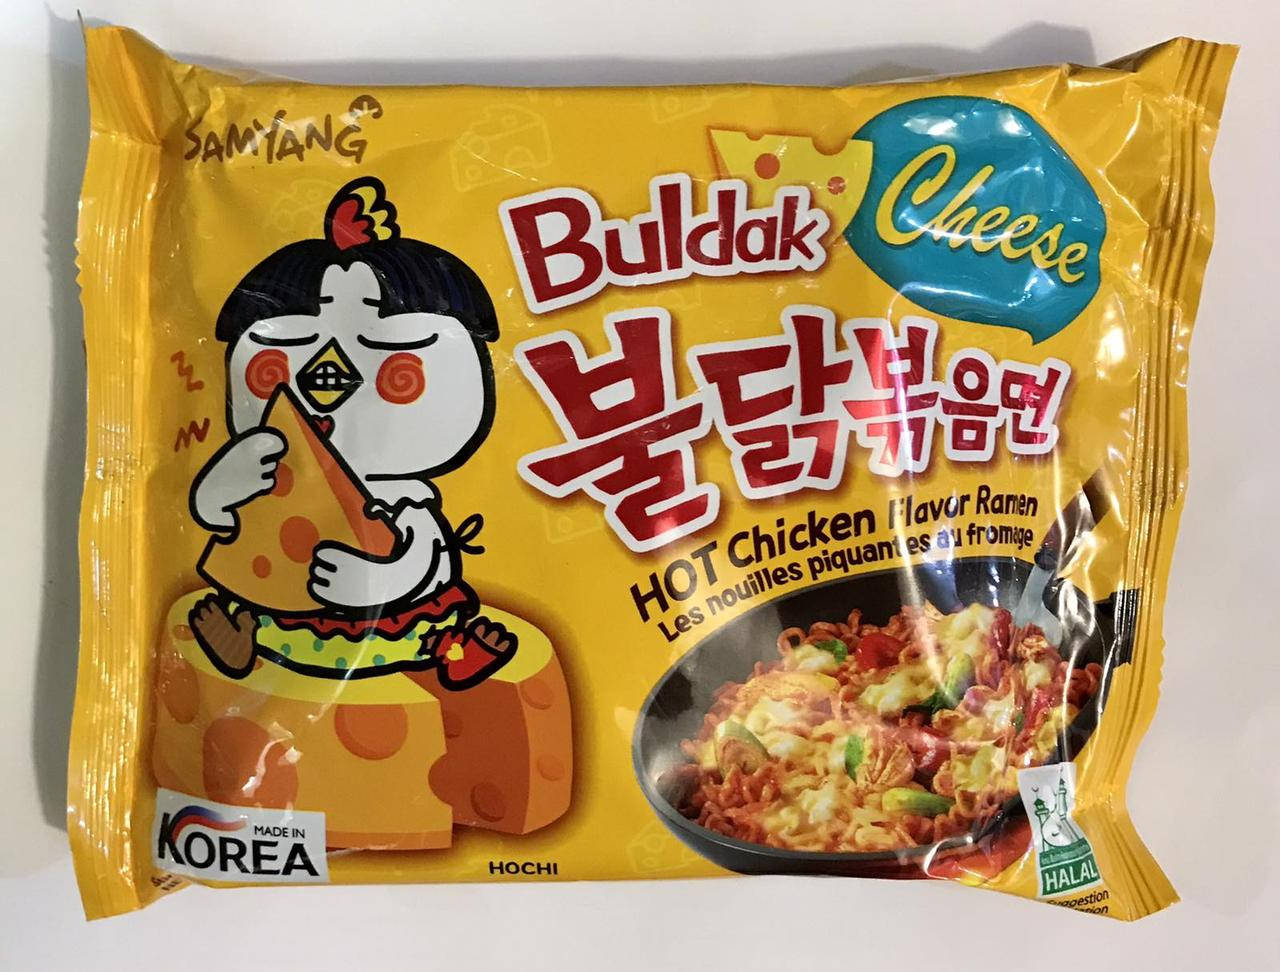 SAMYANG
Buldak
Cheese
불닭볶음면
HOT Chicken Flavor Ramen
Les nouilles piquantes au fromage
MADE IN
KOREA
HOCHI
HALAL